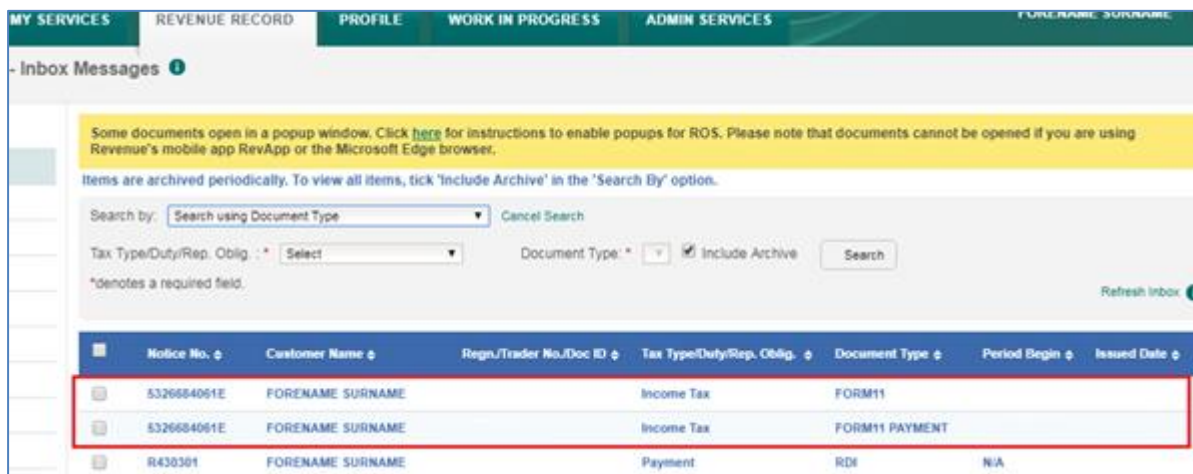 MY SERVICES REVENUE RECORD PROFILE WORK IN PROGRESS ADMIN SERVICES FORENAME SURNAME
- Inbox Messages i
Some documents open in a popup window. Click here for instructions to enable popups for ROS. Please note that documents cannot be opened if you are using
Revenue's mobile app RevApp or the Microsoft Edge browser.
Items are archived periodically. To view all items, tick 'Include Archive' in the 'Search By' option.
Search by: Search using Document Type Cancel Search
Tax Type/Duty/Rep. Oblig. : * Select Document Type: * Include Archive Search
*denotes a required field.
Refresh Inbox
Notice No. Customer Name Regn./Trader No./Doc ID Tax Type/Duty/Rep. Oblig. Document Type Period Begin Issued Date
5326684061E FORENAME SURNAME Income Tax FORM11
5326684061E FORENAME SURNAME Income Tax FORM11 PAYMENT
R430301 FORENAME SURNAME Payment RDI N/A